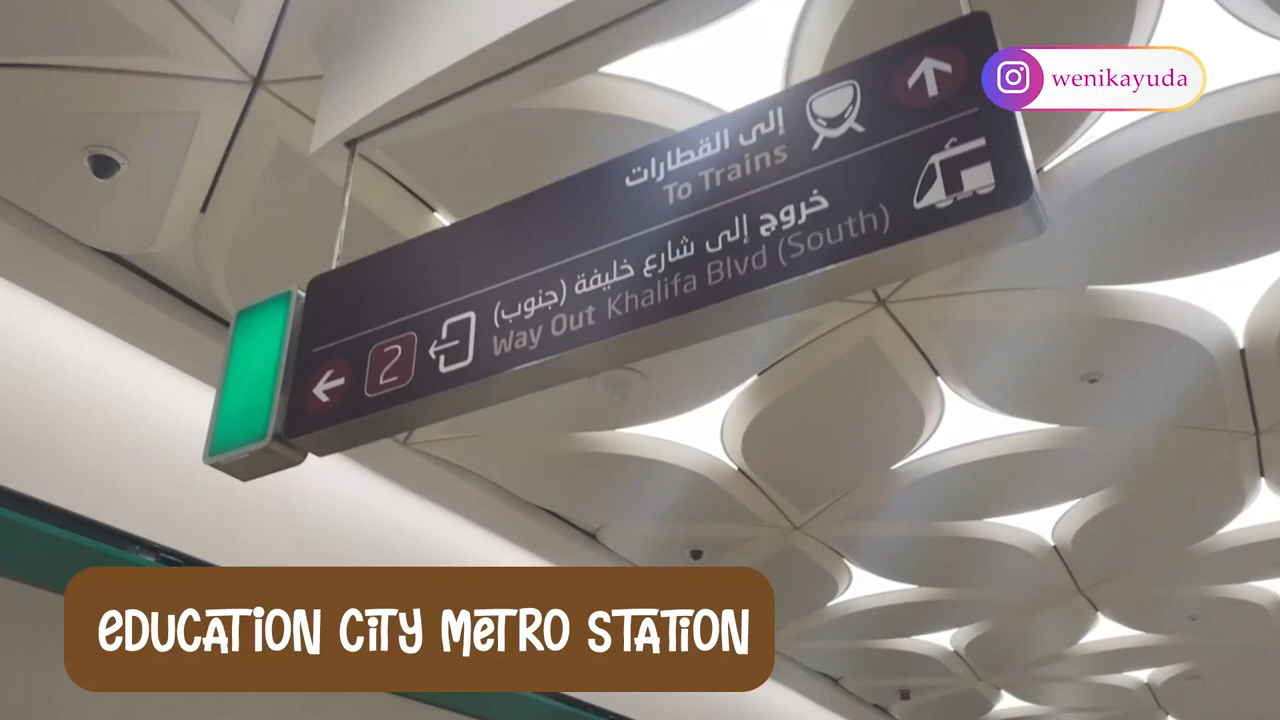 wenikayuda
إلى القطارات
To Trains
خروج إلى شارع خليفة (جنوب)
2 Way Out Khalifa Blvd (South)
EDUCATION CITY METRO STATION